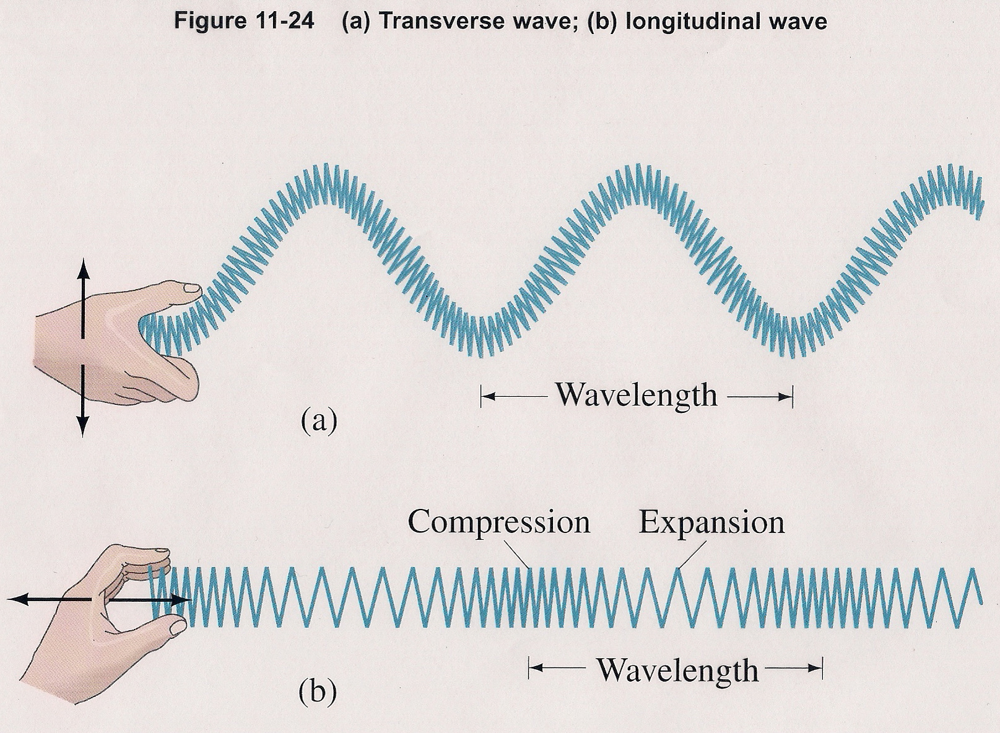 Figure 11-24 (a) Transverse wave; (b) longitudinal wave
Wavelength
(a)
Compression Expansion
Wavelength
(b)